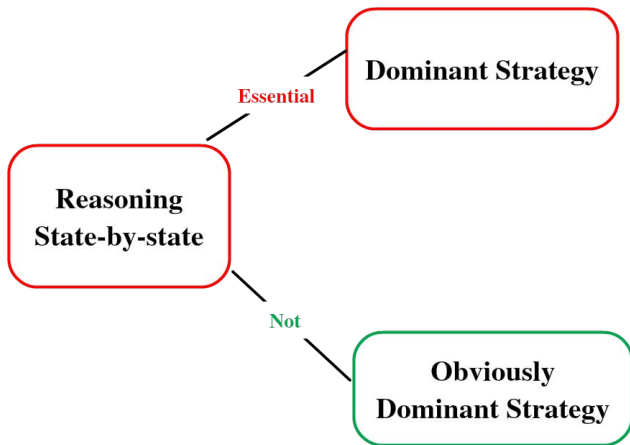 Dominant Strategy
Essential
Reasoning
State-by-state
Not
Obviously
Dominant Strategy